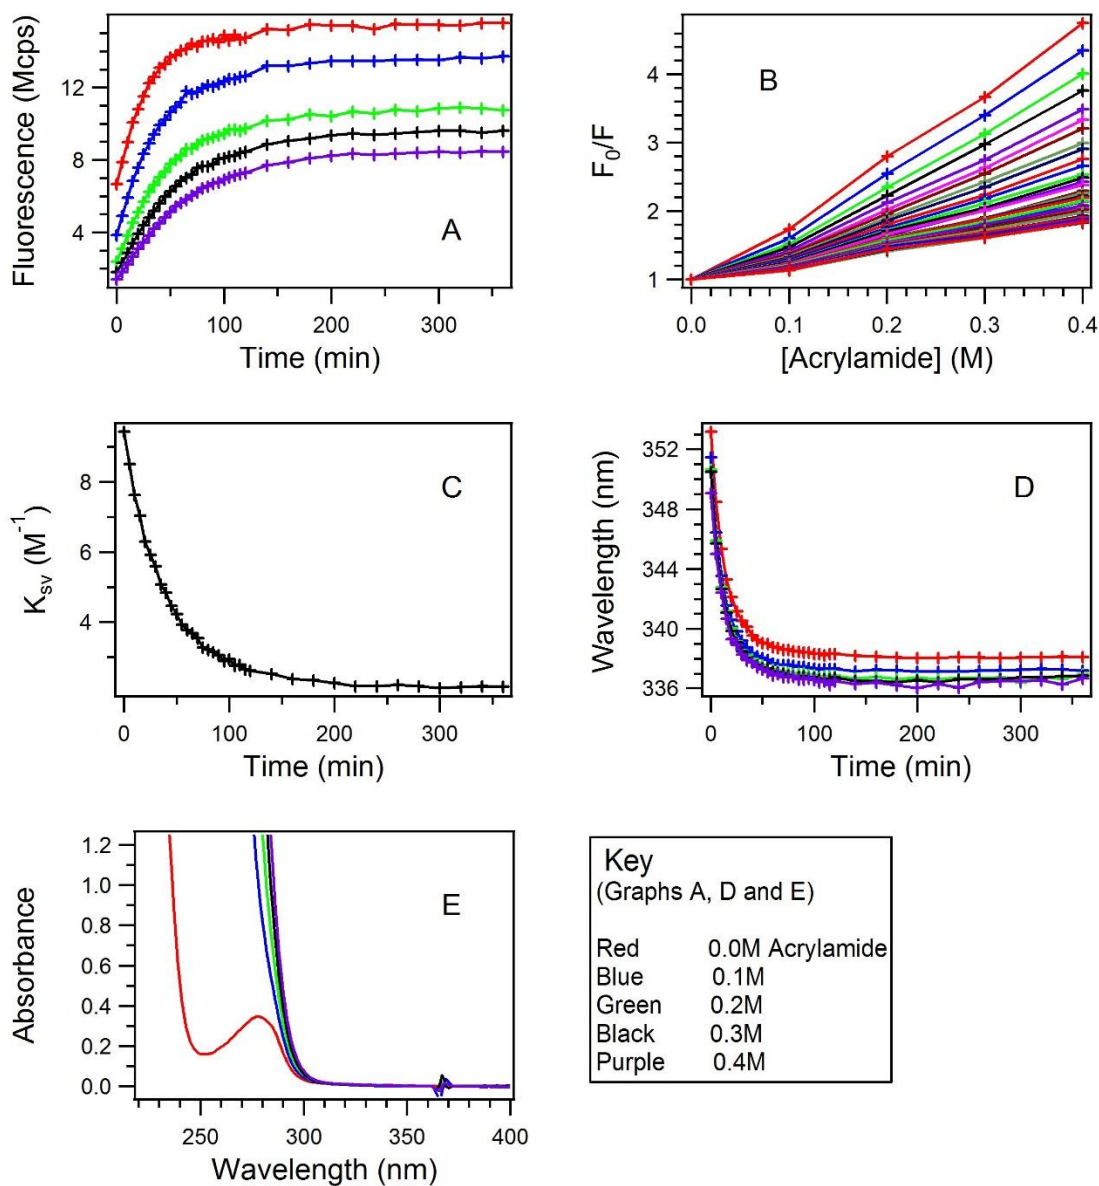 Fluorescence (Mcps)
12
8
4
A
0
100
200
300
Time (min)
F0/F
4
3
2
1
B
0.0
0.1
0.2
0.3
0.4
[Acrylamide] (M)
Ksv (M-1)
8
6
4
C
0
100
200
300
Time (min)
Wavelength (nm)
352
348
344
340
336
D
0
100
200
300
Time (min)
Absorbance
1.2
1.0
0.8
0.6
0.4
0.2
0.0
E
250
300
350
400
Wavelength (nm)
Key
(Graphs A, D and E)
Red 0.0M Acrylamide
Blue 0.1M
Green 0.2M
Black 0.3M
Purple 0.4M